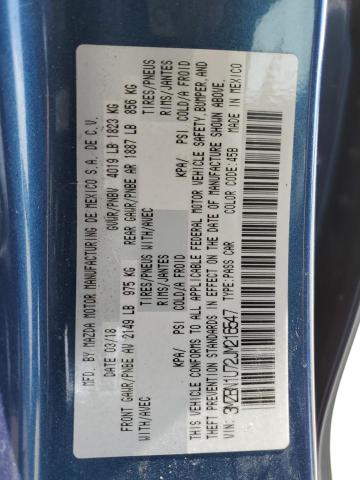 MFD. BY MAZDA MOTOR MANUFACTURING DE MEXICO S.A. DE C.V.
DATE: 03/18 GVWR/PNBV 4019 LB 1823 KG
FRONT GAWR/PNBE AV 2149 LB 975 KG REAR GAWR/PNBE AR 1887 LB 856 KG
WITH/AVEC TIRES/PNEUS WITH/AVEC TIRES/PNEUS
RIMS/JANTES RIMS/JANTES
KPA/ PSI COLD/A FROID KPA/ PSI COLD/A FROID
THIS VEHICLE CONFORMS TO ALL APPLICABLE FEDERAL MOTOR VEHICLE SAFETY, BUMPER, AND
THEFT PREVENTION STANDARDS IN EFFECT ON THE DATE OF MANUFACTURE SHOWN ABOVE.
VIN: 3MZBN1U72JM216547 TYPE: PASS CAR COLOR CODE: 45B MADE IN MEXICO